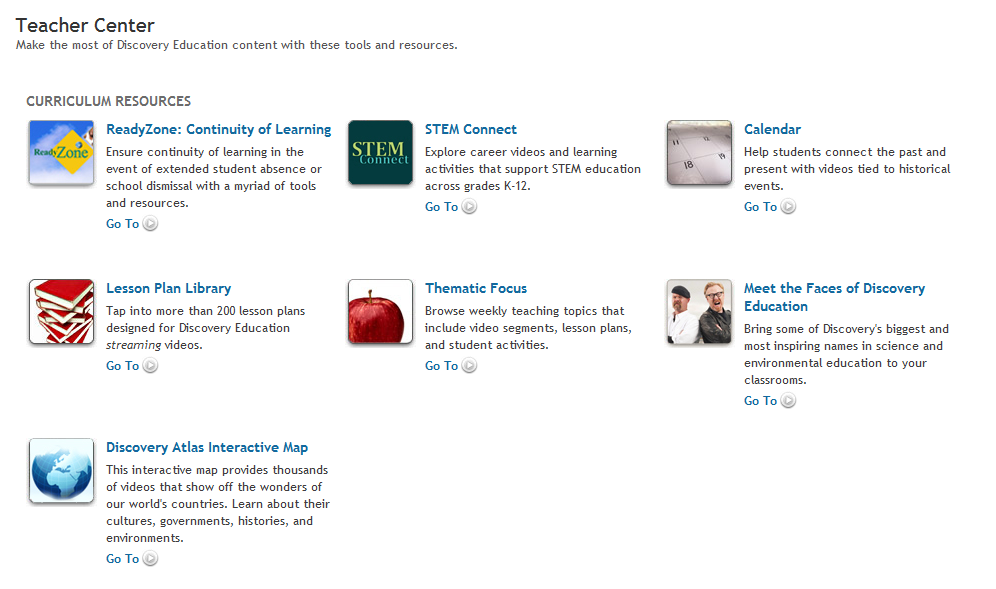 Teacher Center
Make the most of Discovery Education content with these tools and resources.
CURRICULUM RESOURCES
ReadyZone
ReadyZone: Continuity of Learning
Ensure continuity of learning in the
event of extended student absence or
school dismissal with a myriad of tools
and resources.
Go To
STEM
Connect
STEM Connect
Explore career videos and learning
activities that support STEM education
across grades K-12.
Go To
11
12
18
19
Calendar
Help students connect the past and
present with videos tied to historical
events.
Go To
Lesson Plan Library
Tap into more than 200 lesson plans
designed for Discovery Education
streaming videos.
Go To
Thematic Focus
Browse weekly teaching topics that
include video segments, lesson plans,
and student activities.
Go To
Meet the Faces of Discovery
Education
Bring some of Discovery's biggest and
most inspiring names in science and
environmental education to your
classrooms.
Go To
Discovery Atlas Interactive Map
This interactive map provides thousands
of videos that show off the wonders of
our world's countries. Learn about their
cultures, governments, histories, and
environments.
Go To